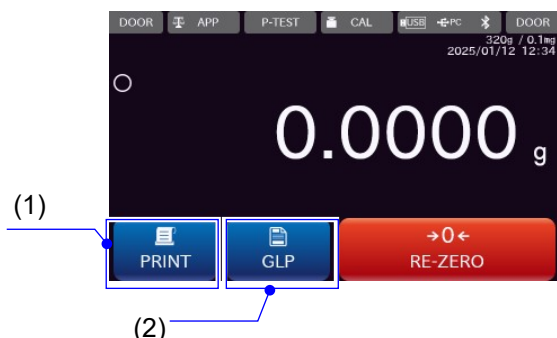 DOOR APP P-TEST CAL USB PC DOOR
320g / 0.1mg
2025/01/12 12:34
0.0000 g
(1)
PRINT GLP →0← RE-ZERO
(2)